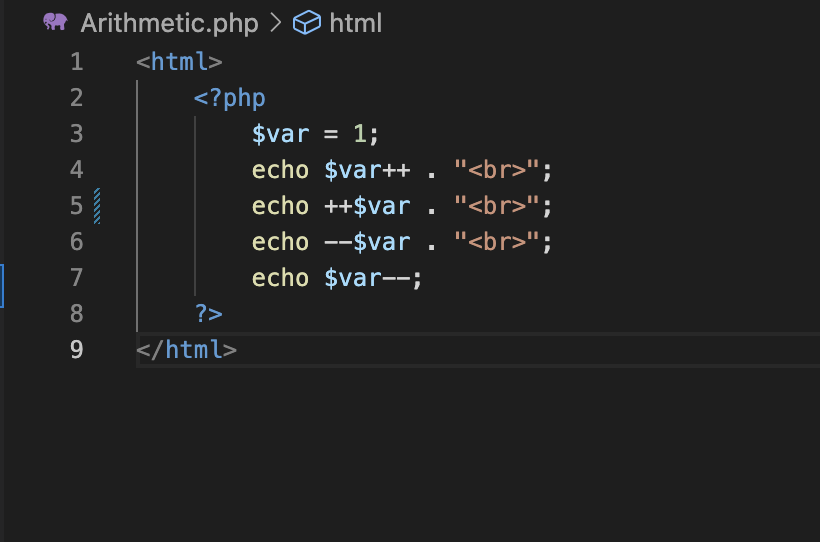 Arithmetic.php > html
1 <html>
2     <?php
3         $var = 1;
4         echo $var++ . "<br>";
5         echo ++$var . "<br>";
6         echo --$var . "<br>";
7         echo $var--;
8     ?>
9 </html>